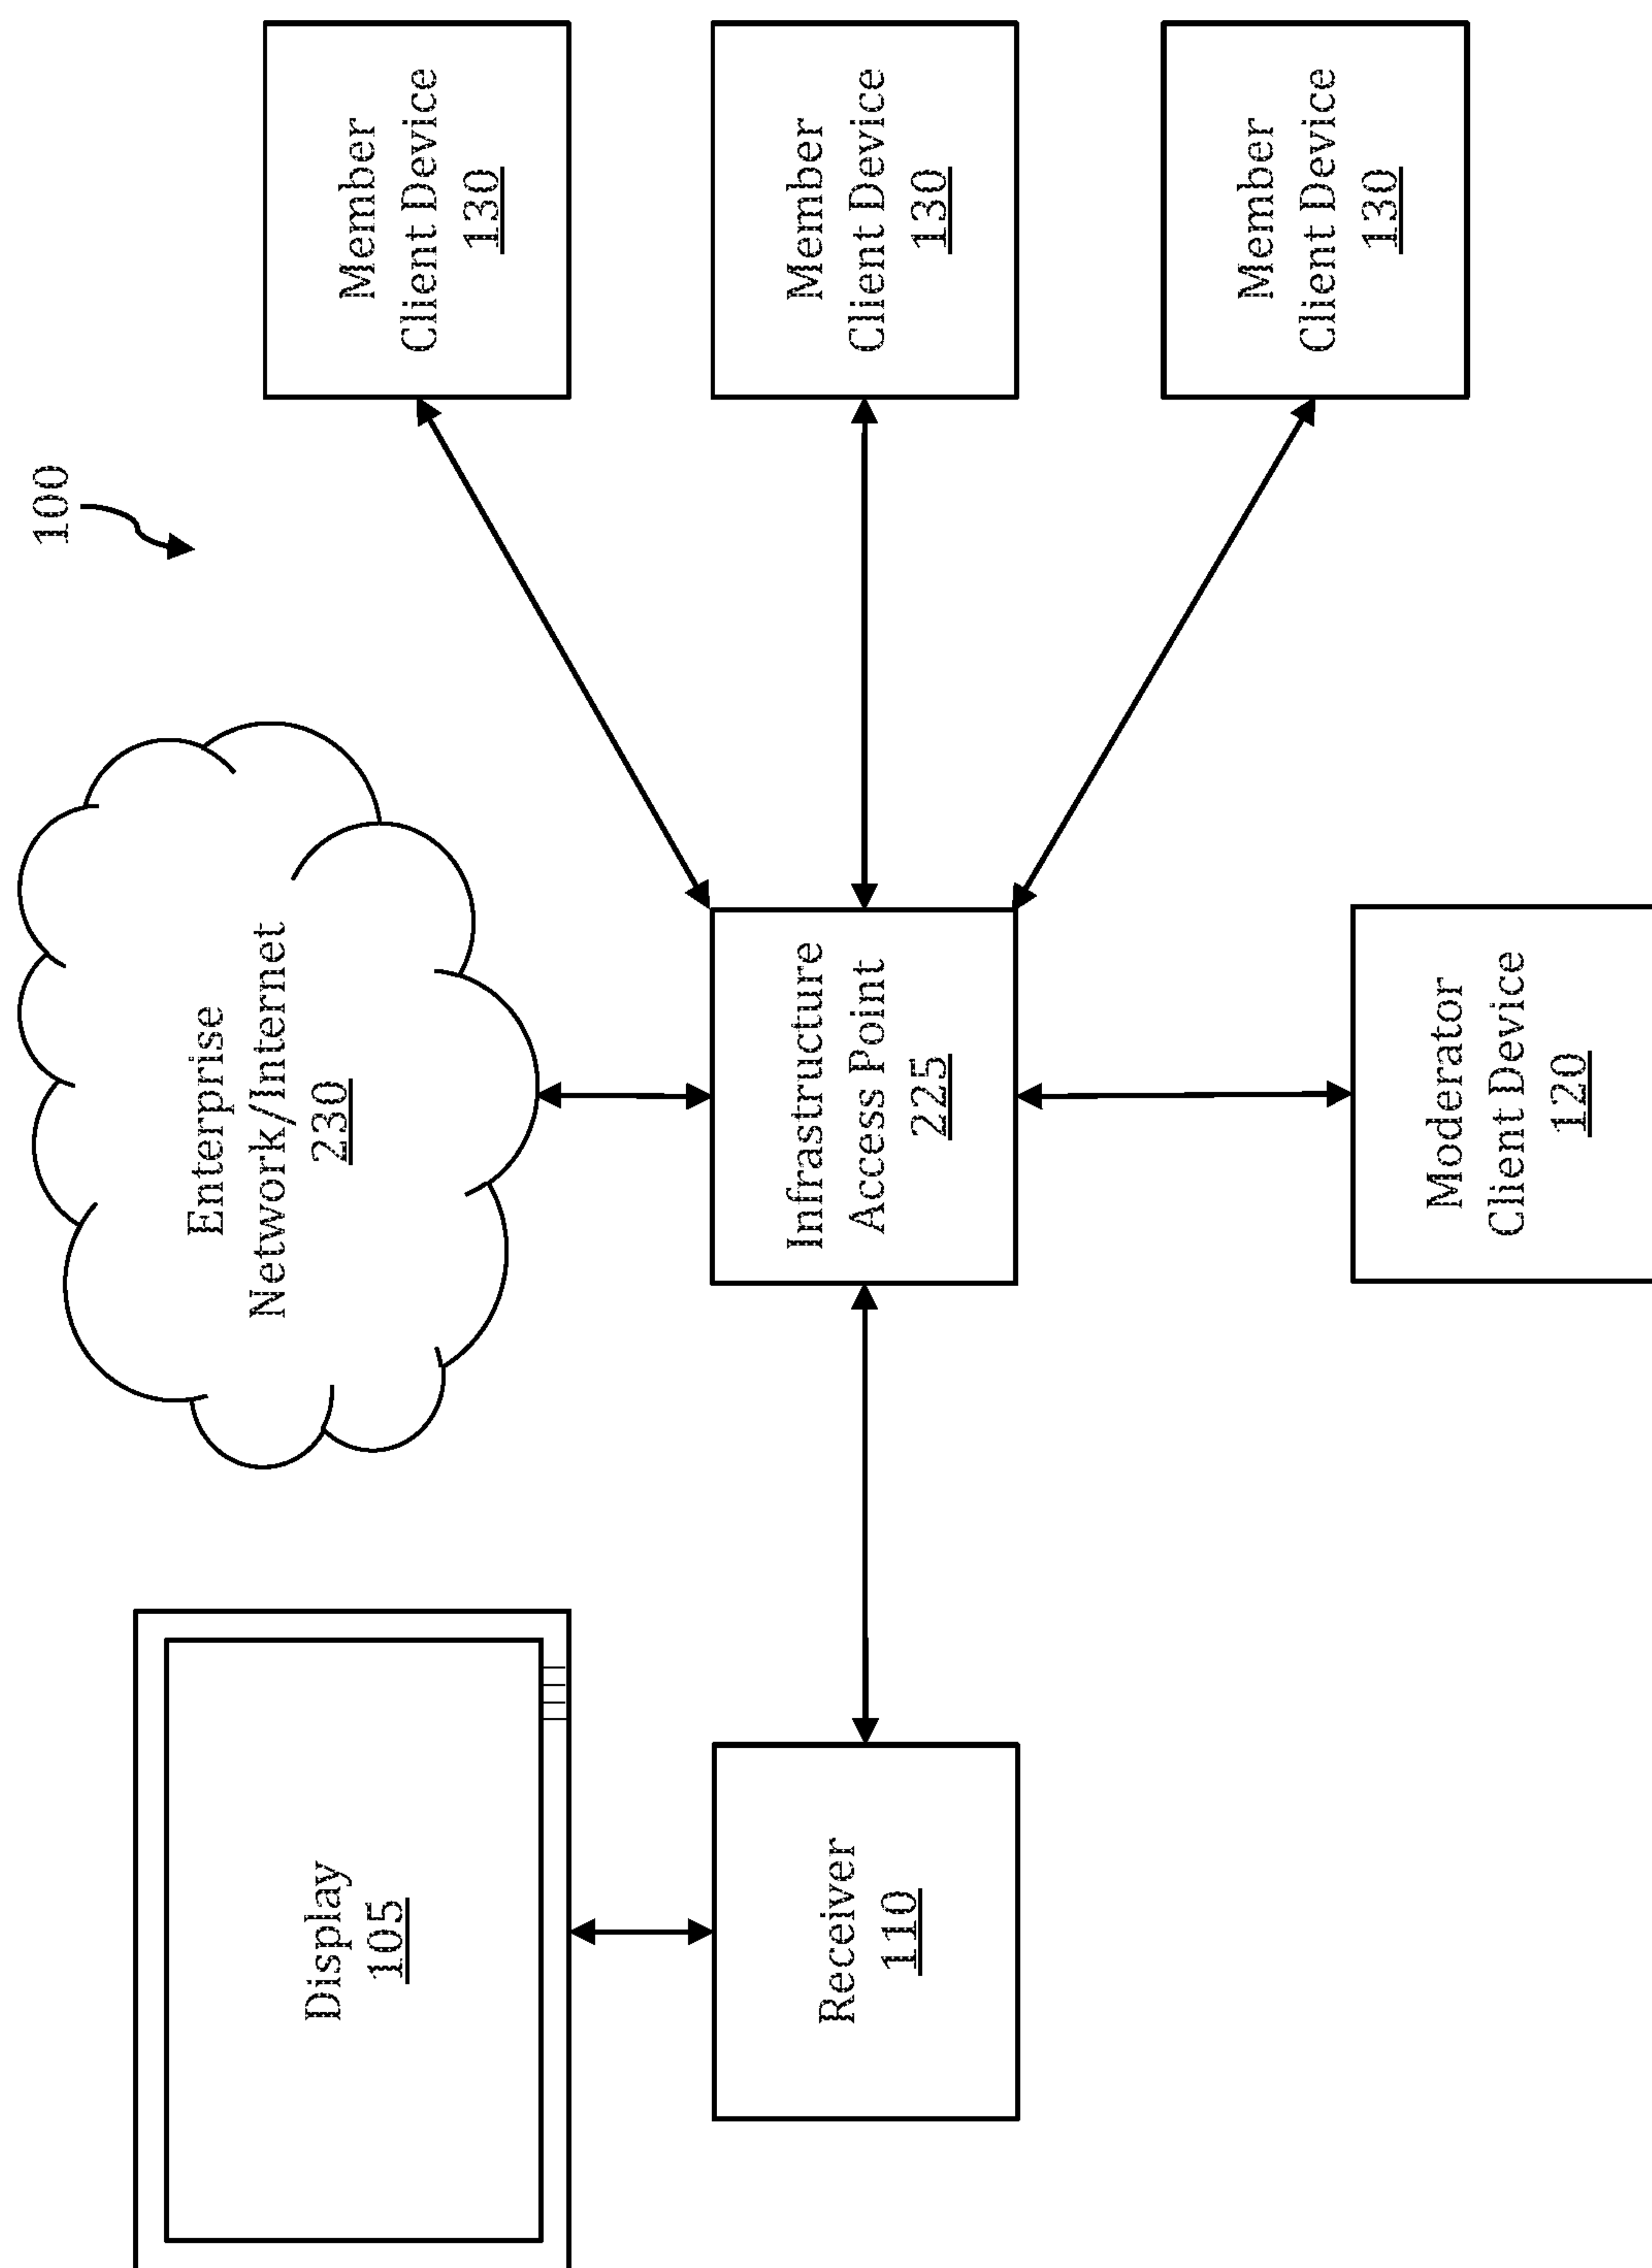 100
Display
105
Enterprise
Network/Internet
230
Member
Client Device
130
Receiver
110
Infrastructure
Access Point
225
Member
Client Device
130
Member
Client Device
130
Moderator
Client Device
120